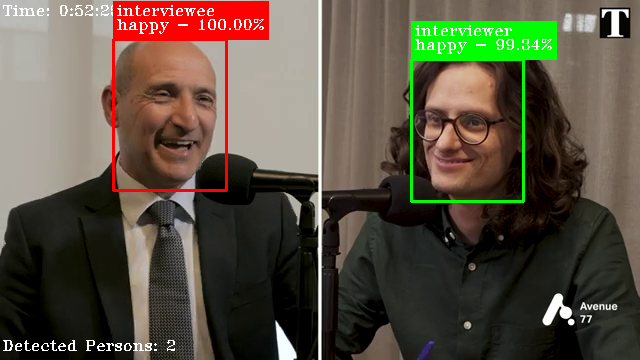 Time: 0:52:2
interviewee
happy - 100.00%
interviewer
happy - 99.34%
T
Avenue
77
Detected Persons: 2